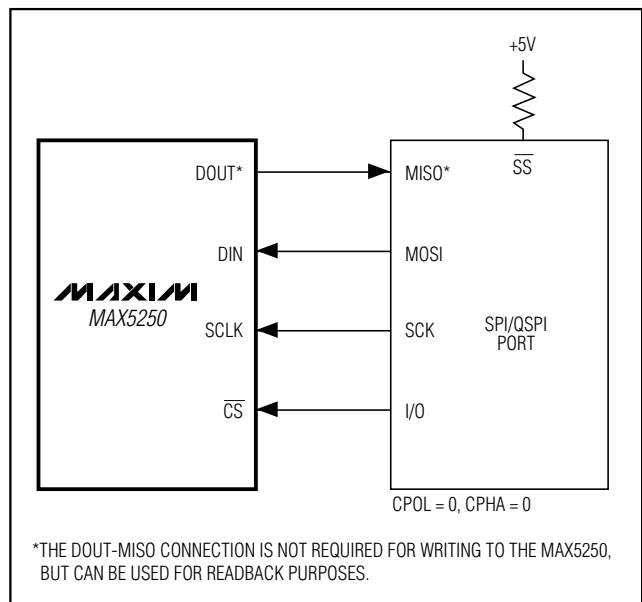 +5V
SS
DOUT*
MISO*
DIN
MOSI
MAXIM
MAX5250
SCLK
SCK
SPI/QSPI
PORT
CS
I/O
CPOL = 0, CPHA = 0
*THE DOUT-MISO CONNECTION IS NOT REQUIRED FOR WRITING TO THE MAX5250,
BUT CAN BE USED FOR READBACK PURPOSES.